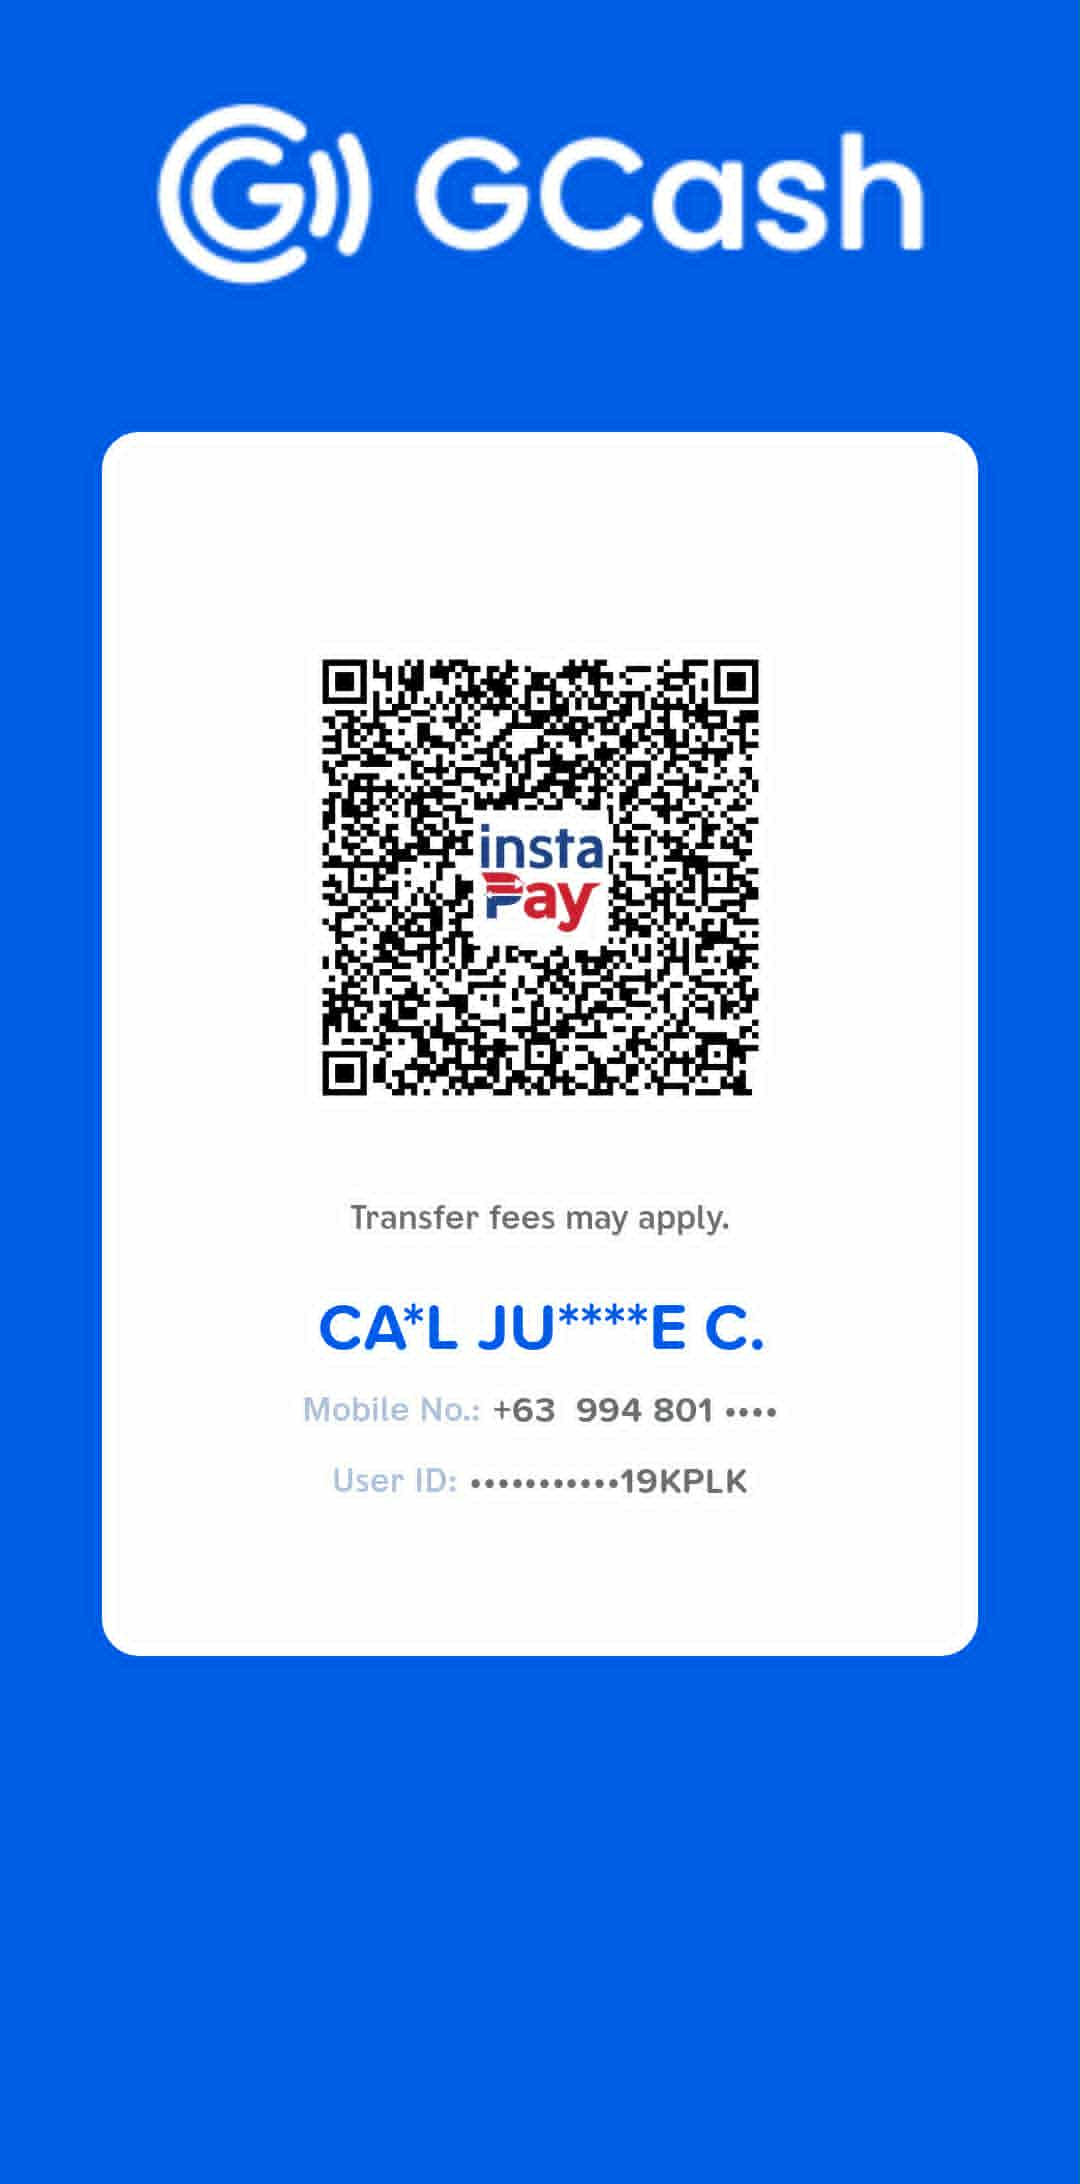 GCash
insta
Pay
Transfer fees may apply.
CA*L JU****E C.
Mobile No.: +63 994 801 ••••
User ID: •••••••••••19KPLK